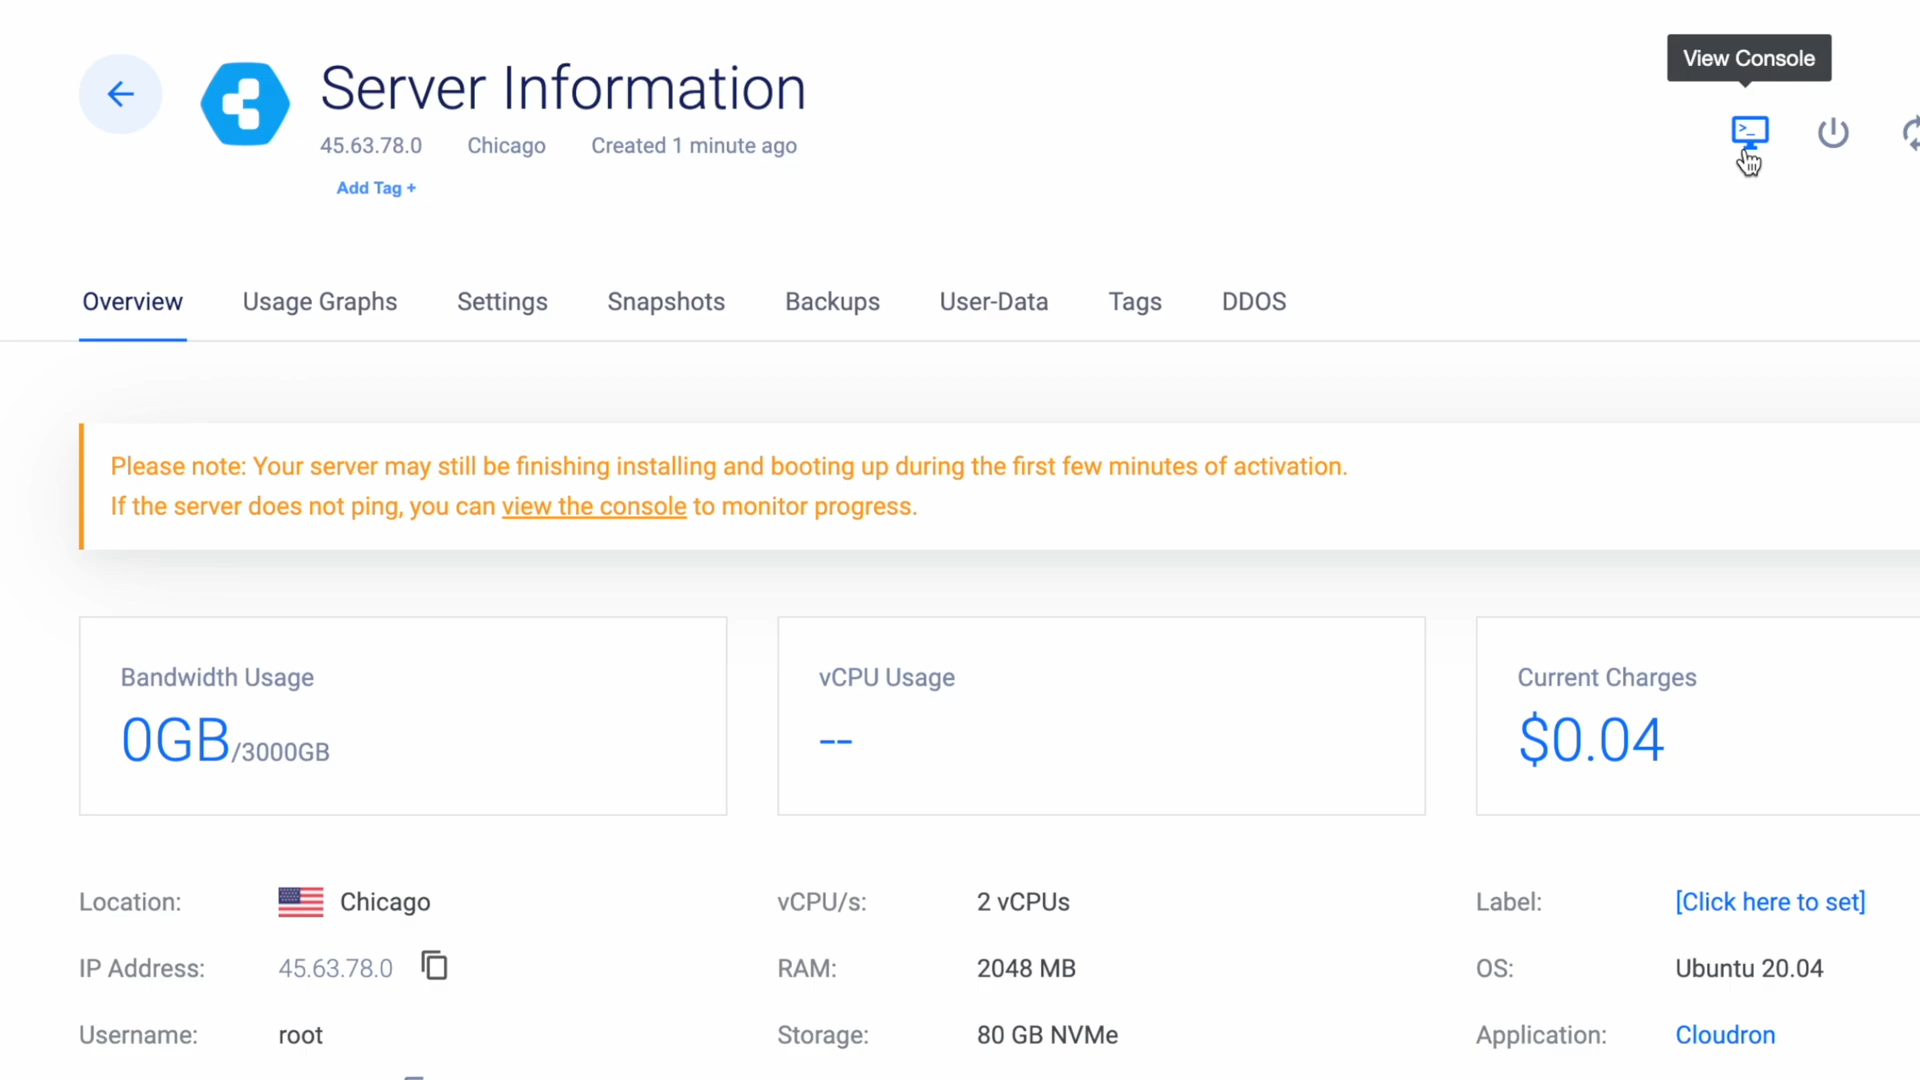 View Console
Server Information
45.63.78.0 Chicago Created 1 minute ago
Add Tag +
Overview Usage Graphs Settings Snapshots Backups User-Data Tags DDOS
Please note: Your server may still be finishing installing and booting up during the first few minutes of activation.
If the server does not ping, you can view the console to monitor progress.
Bandwidth Usage
0GB/3000GB
vCPU Usage
--
Current Charges
$0.04
Location: Chicago
IP Address: 45.63.78.0
Username: root
vCPU/s: 2 vCPUs
RAM: 2048 MB
Storage: 80 GB NVMe
Label: [Click here to set]
OS: Ubuntu 20.04
Application: Cloudron